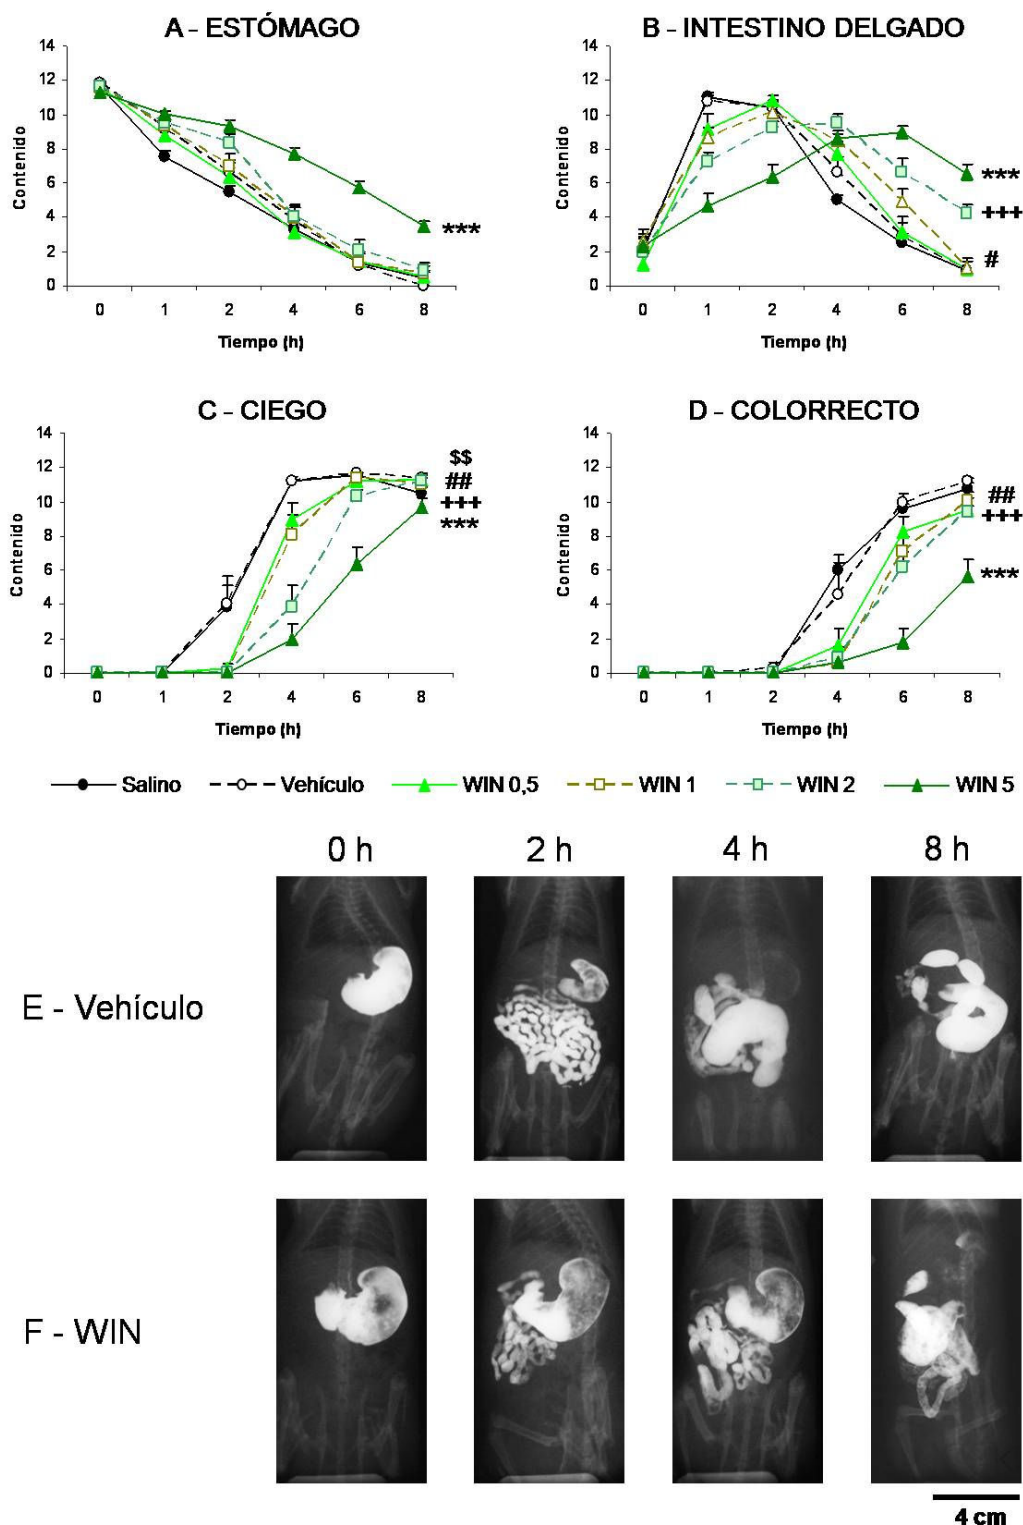 A - ESTÓMAGO
14
12
10
8
6
4
2
0
Contenido
0 1 2 4 6 8
Tiempo (h)
***
B - INTESTINO DELGADO
14
12
10
8
6
4
2
0
Contenido
0 1 2 4 6 8
Tiempo (h)
***
+++
#
C - CIEGO
14
12
10
8
6
4
2
0
Contenido
0 1 2 4 6 8
Tiempo (h)
$$
##
+++
***
D - COLORRECTO
14
12
10
8
6
4
2
0
Contenido
0 1 2 4 6 8
Tiempo (h)
##
+++
***
Salino Vehículo WIN 0,5 WIN 1 WIN 2 WIN 5
0 h 2 h 4 h 8 h
E - Vehículo
F - WIN
4 cm